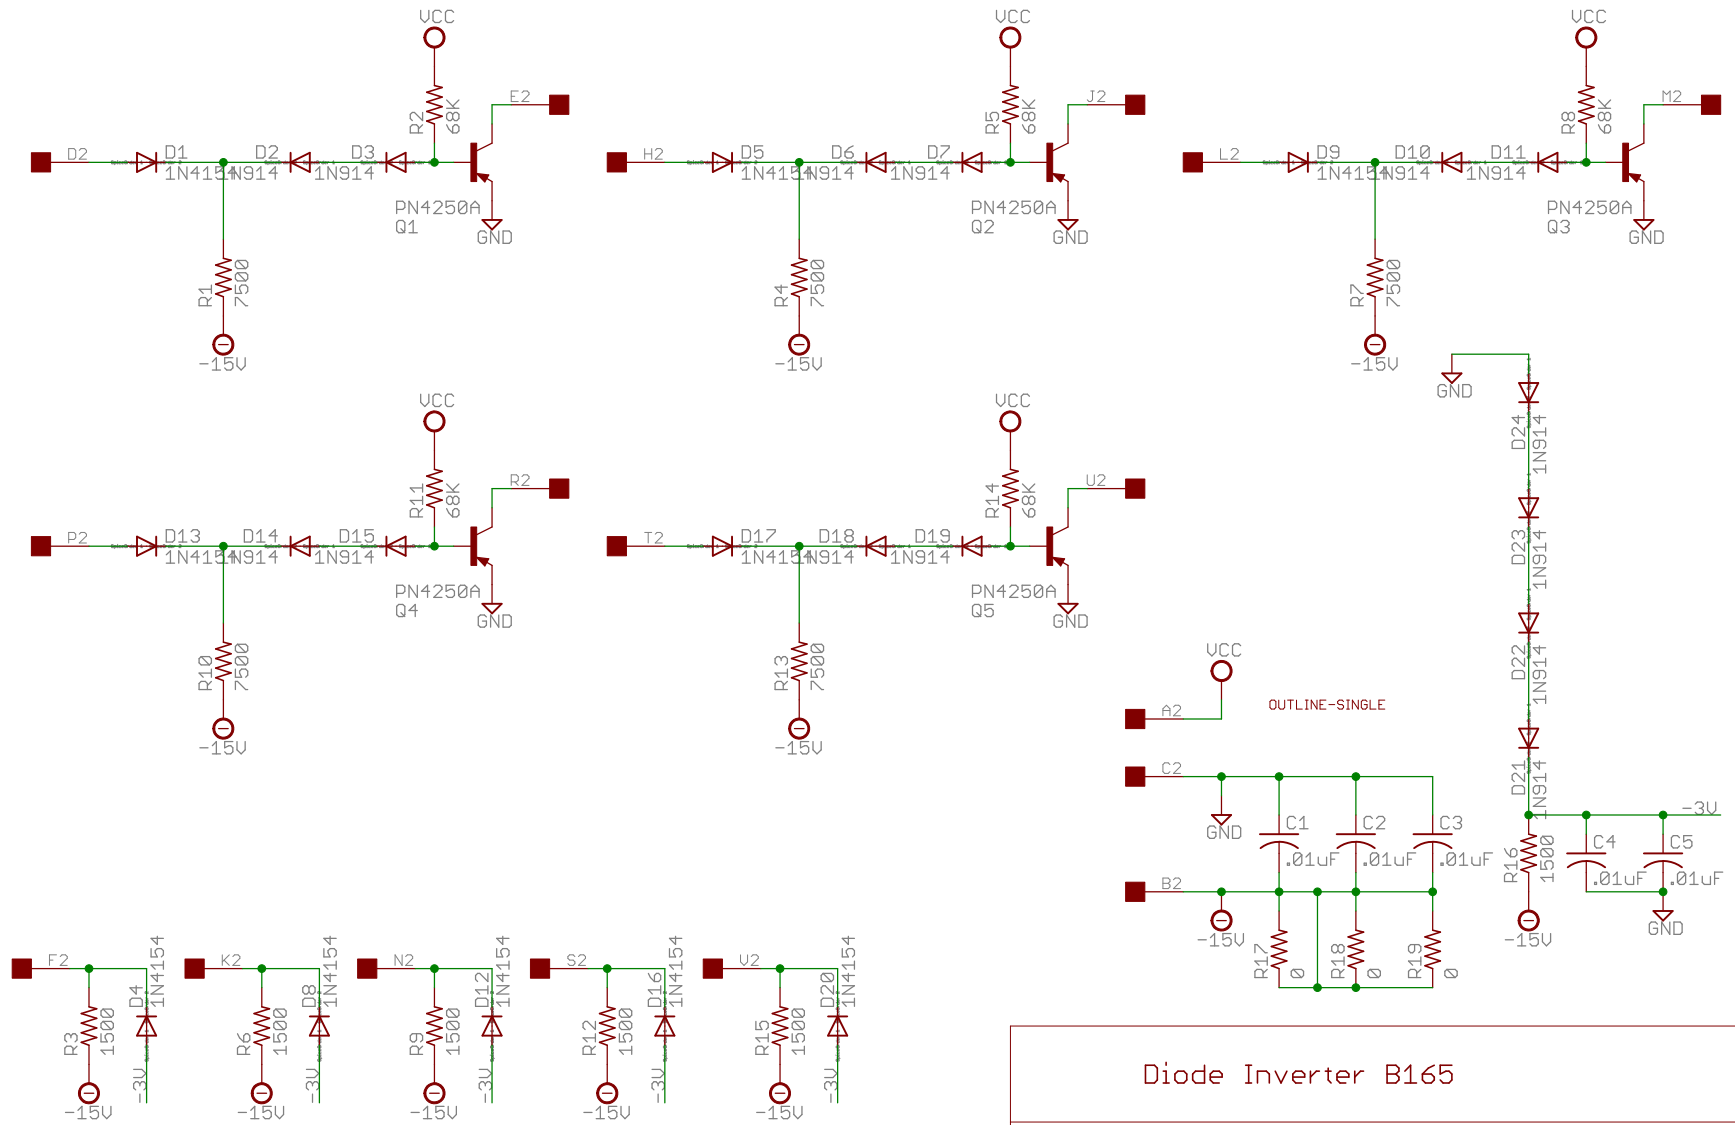 VCC
R2
68K
E2
D2
D1
1N4154
D2
1N914
D3
1N914
PN4250A
Q1
GND
R1
7500
-15V
VCC
R5
68K
J2
H2
D5
1N4154
D6
1N914
D7
1N914
PN4250A
Q2
GND
R4
7500
-15V
VCC
R8
68K
M2
L2
D9
1N4154
D10
1N914
D11
1N914
PN4250A
Q3
GND
R7
7500
-15V
VCC
R11
68K
R2
P2
D13
1N4154
D14
1N914
D15
1N914
PN4250A
Q4
GND
R10
7500
-15V
VCC
R14
68K
U2
T2
D17
1N4154
D18
1N914
D19
1N914
PN4250A
Q5
GND
R13
7500
-15V
GND
D24
1N914
D23
1N914
D22
1N914
D21
1N914
-3V
R16
1500
C4
.01uF
C5
.01uF
-15V
GND
VCC
A2
OUTLINE-SINGLE
C2
GND
C1
.01uF
C2
.01uF
C3
.01uF
B2
-15V
R17
0
R18
0
R19
0
F2
R3
1500
D4
1N4154
-15V
-3V
K2
R6
1500
D8
1N4154
-15V
-3V
N2
R9
1500
D12
1N4154
-15V
-3V
S2
R12
1500
D16
1N4154
-15V
-3V
V2
R15
1500
D20
1N4154
-15V
-3V
Diode Inverter B165